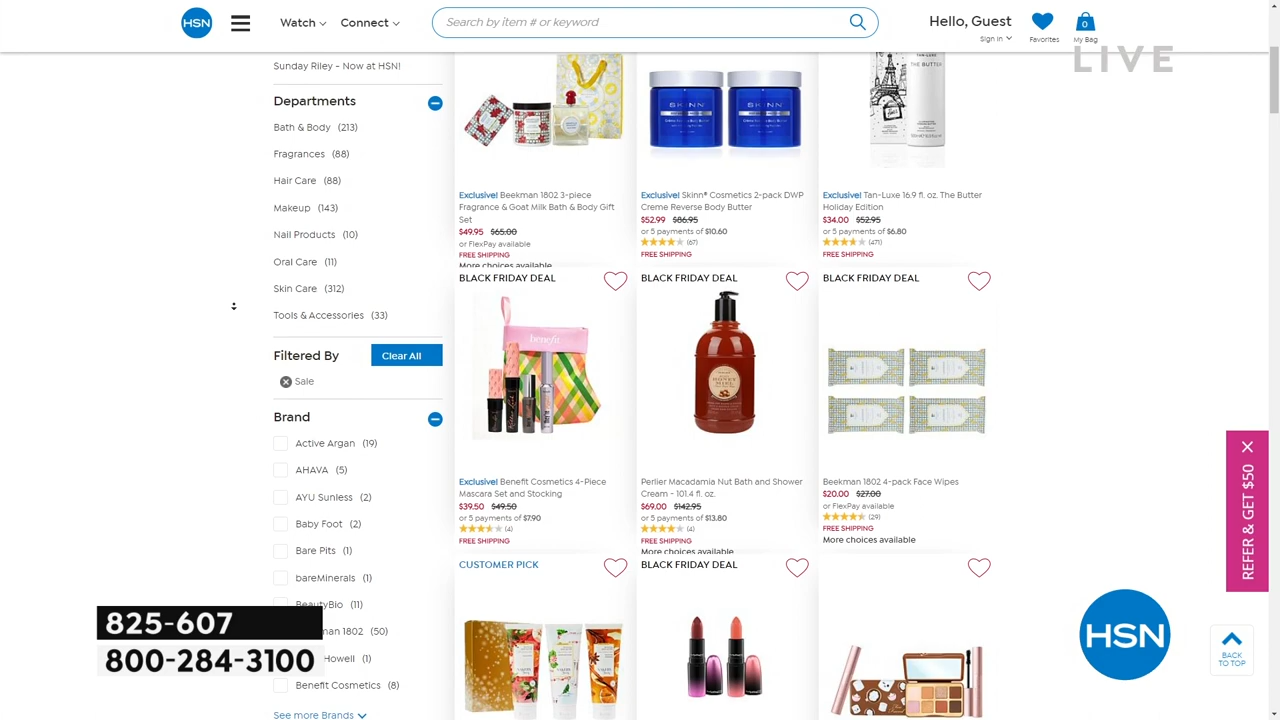 HSN
Watch
Connect
Search by item # or keyword
Hello, Guest
Sign In
Favorites
0
My Bag
LIVE
Sunday Riley - Now at HSN!
Departments
Bath & Body (213)
Fragrances (88)
Hair Care (88)
Makeup (143)
Nail Products (10)
Oral Care (11)
Skin Care (312)
Tools & Accessories (33)
Filtered By
Clear All
Sale
Brand
Active Argan (19)
AHAVA (5)
AYU Sunless (2)
Baby Foot (2)
Bare Pits (1)
bareMinerals (1)
BeautyBio (11)
man 1802 (50)
Howell (1)
Benefit Cosmetics (8)
See more Brands
825-607
800-284-3100
SKINN
TAN-LUXE
THE BUTTER
Exclusive! Beekman 1802 3-piece
Fragrance & Goat Milk Bath & Body Gift
Set
$49.95 $65.00
or FlexPay available
FREE SHIPPING
More choices available
Exclusive! Skinn® Cosmetics 2-pack DWP
Creme Reverse Body Butter
$52.99 $86.95
or 5 payments of $10.60
(67)
FREE SHIPPING
Exclusive! Tan-Luxe 16.9 fl. oz. The Butter
Holiday Edition
$34.00 $52.95
or 5 payments of $6.80
(471)
FREE SHIPPING
BLACK FRIDAY DEAL
benefit
Exclusive! Benefit Cosmetics 4-Piece
Mascara Set and Stocking
$39.50 $49.50
or 5 payments of $7.90
(4)
FREE SHIPPING
BLACK FRIDAY DEAL
HONEY
MIEL
Perlier Macadamia Nut Bath and Shower
Cream - 101.4 fl. oz.
$69.00 $142.95
or 5 payments of $13.80
(4)
FREE SHIPPING
More choices available
BLACK FRIDAY DEAL
Beekman 1802 4-pack Face Wipes
$20.00 $27.00
or FlexPay available
(29)
FREE SHIPPING
More choices available
CUSTOMER PICK
BLACK FRIDAY DEAL
REFER & GET $50
HSN
BACK
TO TOP